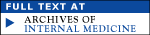 FULL TEXT AT
ARCHIVES OF
INTERNAL MEDICINE